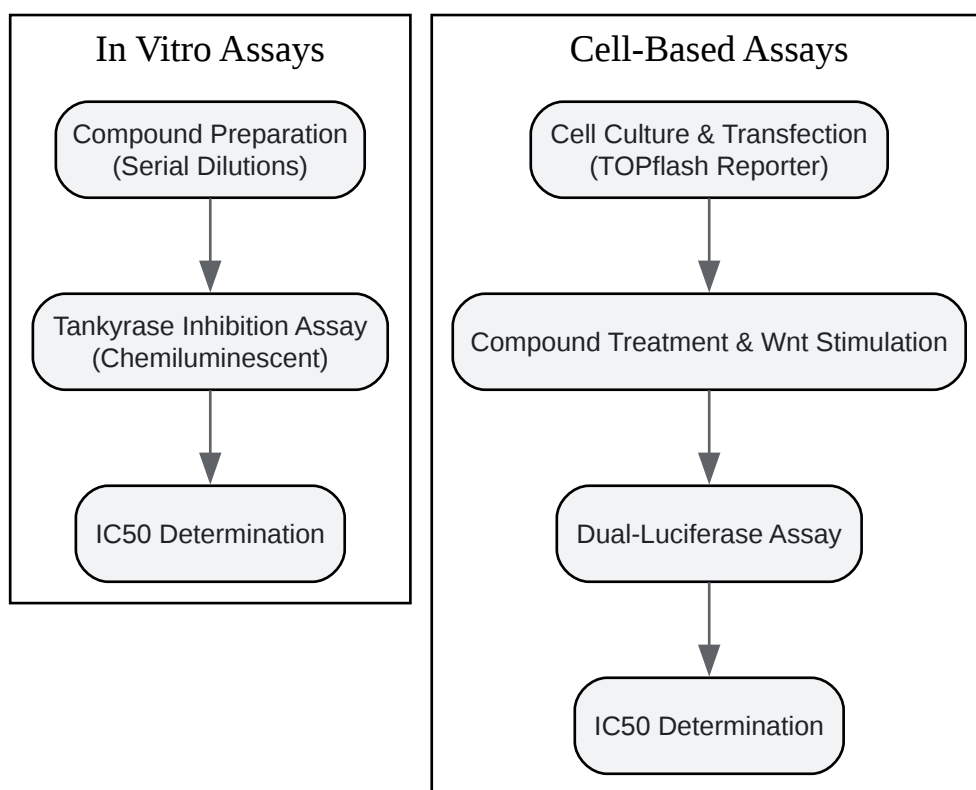 In Vitro Assays
Compound Preparation
(Serial Dilutions)
Tankyrase Inhibition Assay
(Chemiluminescent)
IC50 Determination
Cell-Based Assays
Cell Culture & Transfection
(TOPflash Reporter)
Compound Treatment & Wnt Stimulation
Dual-Luciferase Assay
IC50 Determination